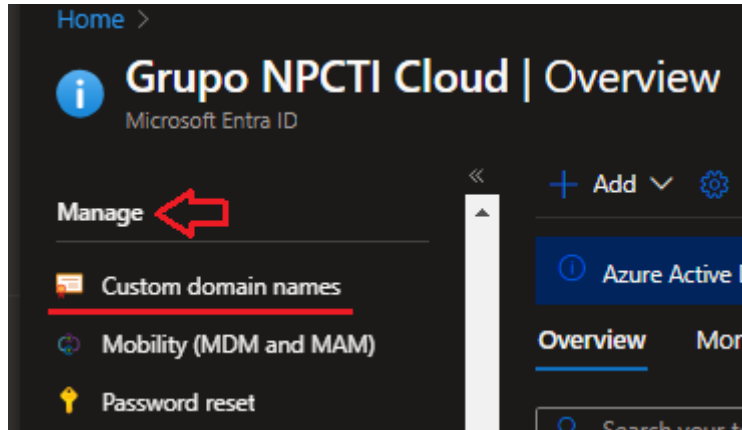 Home >
Grupo NPCTI Cloud | Overview
Microsoft Entra ID
«
Manage
Custom domain names
Mobility (MDM and MAM)
Password reset
+ Add
Azure Active
Overview